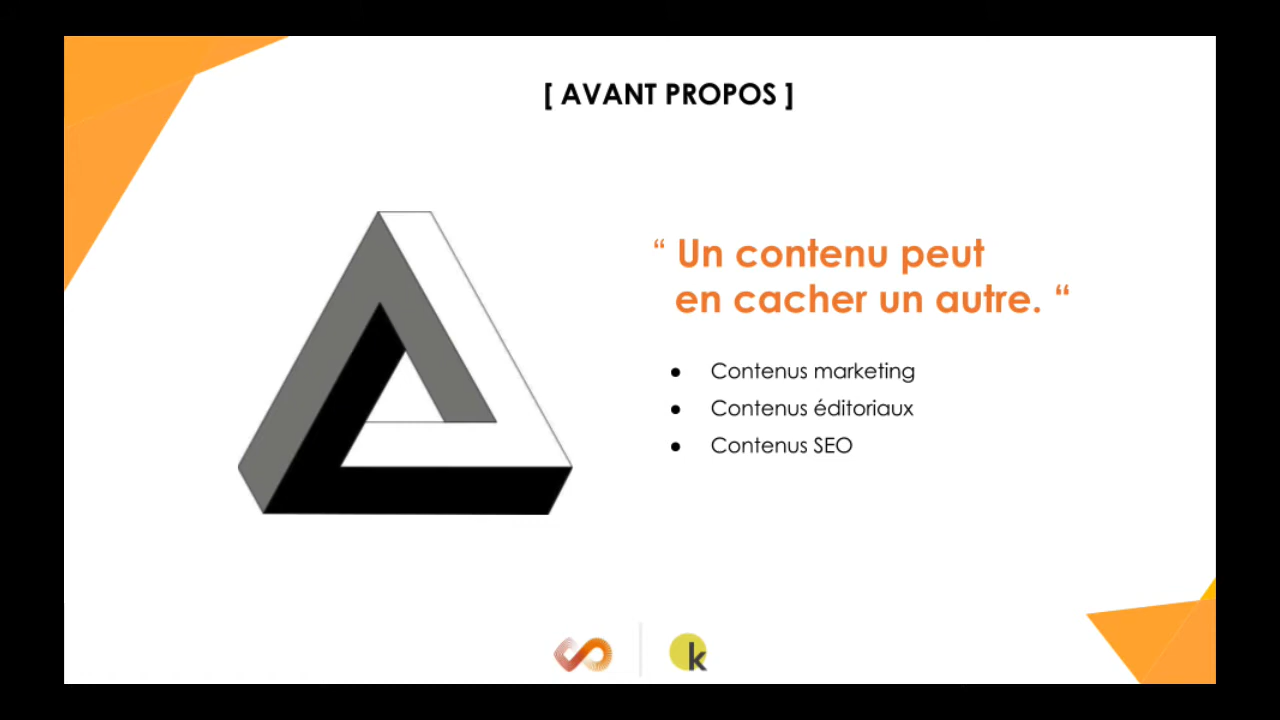 [ AVANT PROPOS ]
“ Un contenu peut
en cacher un autre. “
● Contenus marketing
● Contenus éditoriaux
● Contenus SEO
k